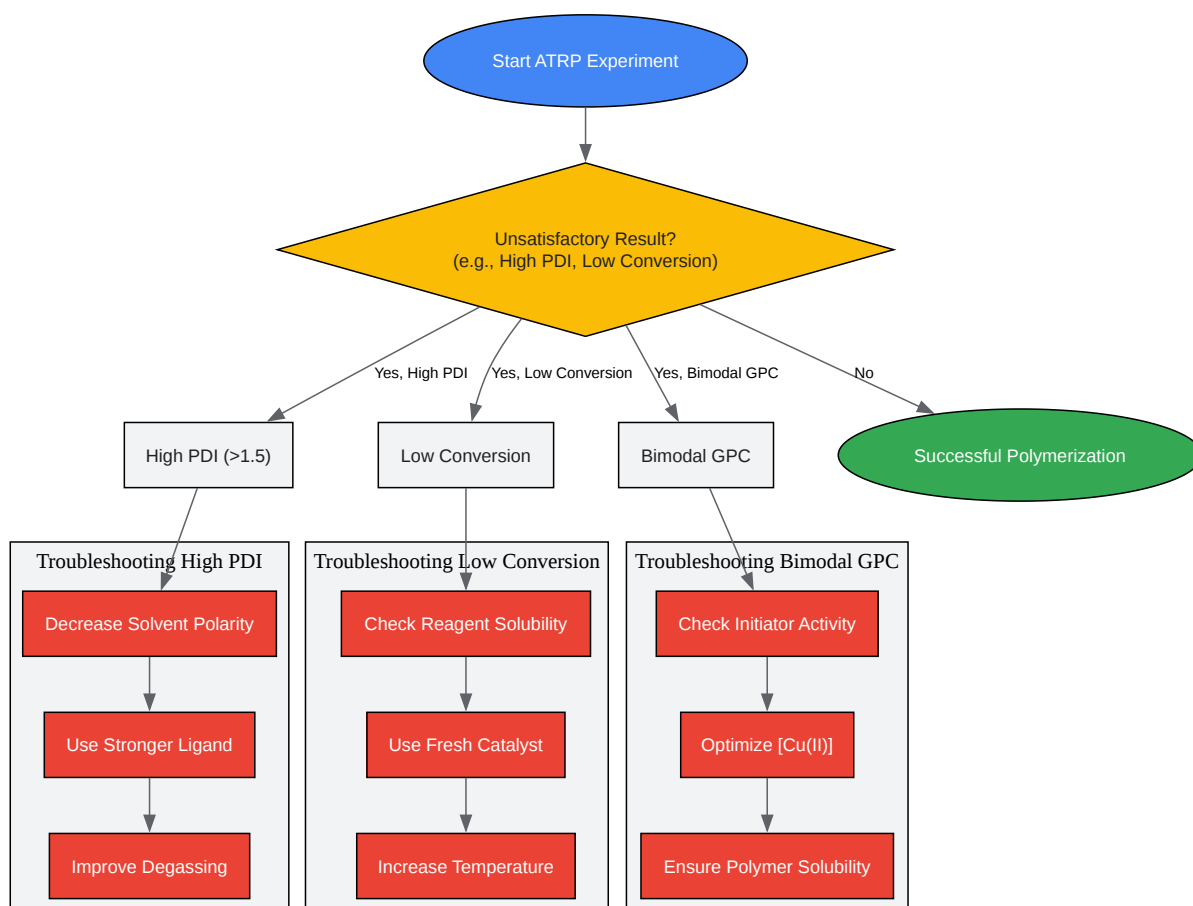 Start ATRP Experiment
Unsatisfactory Result?
(e.g., High PDI, Low Conversion)
Yes, High PDI
Yes, Low Conversion
Yes, Bimodal GPC
No
High PDI (>1.5)
Low Conversion
Bimodal GPC
Successful Polymerization
Troubleshooting High PDI
Troubleshooting Low Conversion
Troubleshooting Bimodal GPC
Decrease Solvent Polarity
Check Reagent Solubility
Check Initiator Activity
Use Stronger Ligand
Use Fresh Catalyst
Optimize [Cu(II)]
Improve Degassing
Increase Temperature
Ensure Polymer Solubility